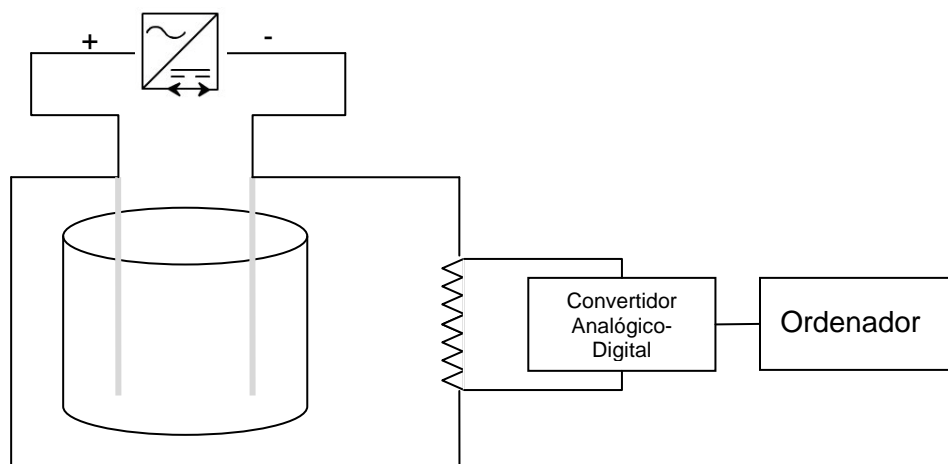 + -
Convertidor
Analógico-
Digital
Ordenador